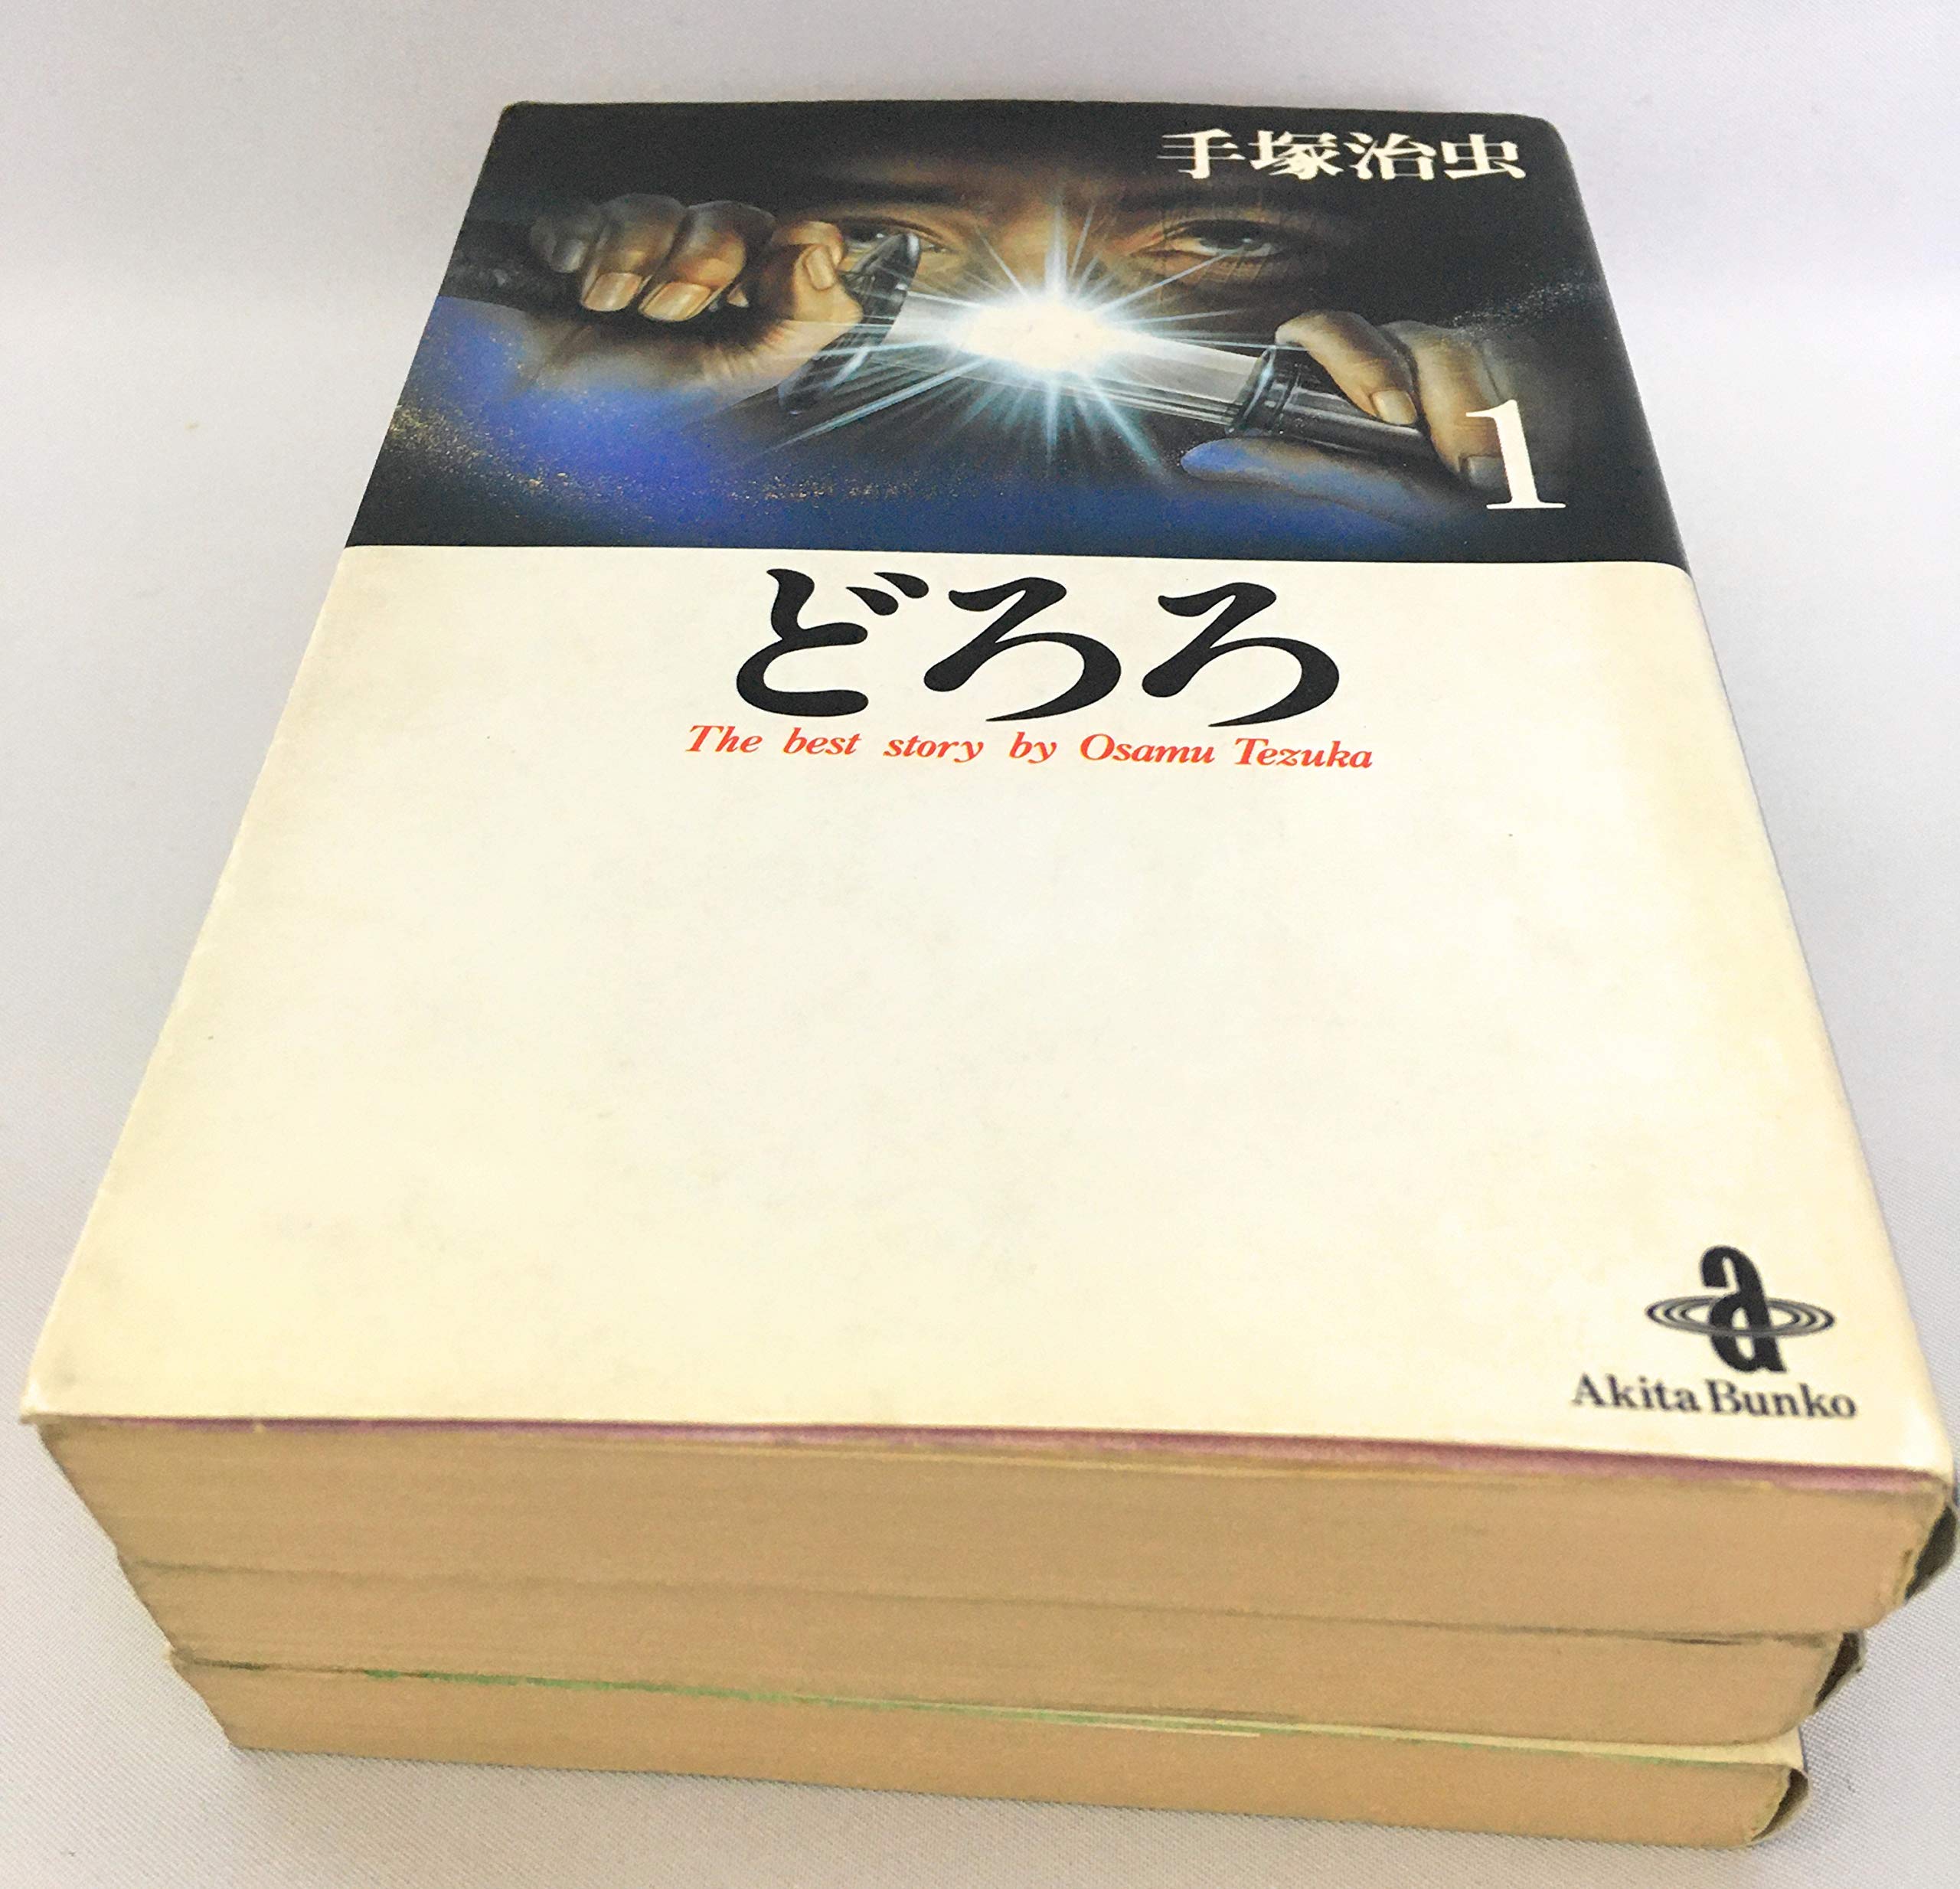 手塚治虫
1
どろろ
The best story by Osamu Tezuka
a
Akita Bunko